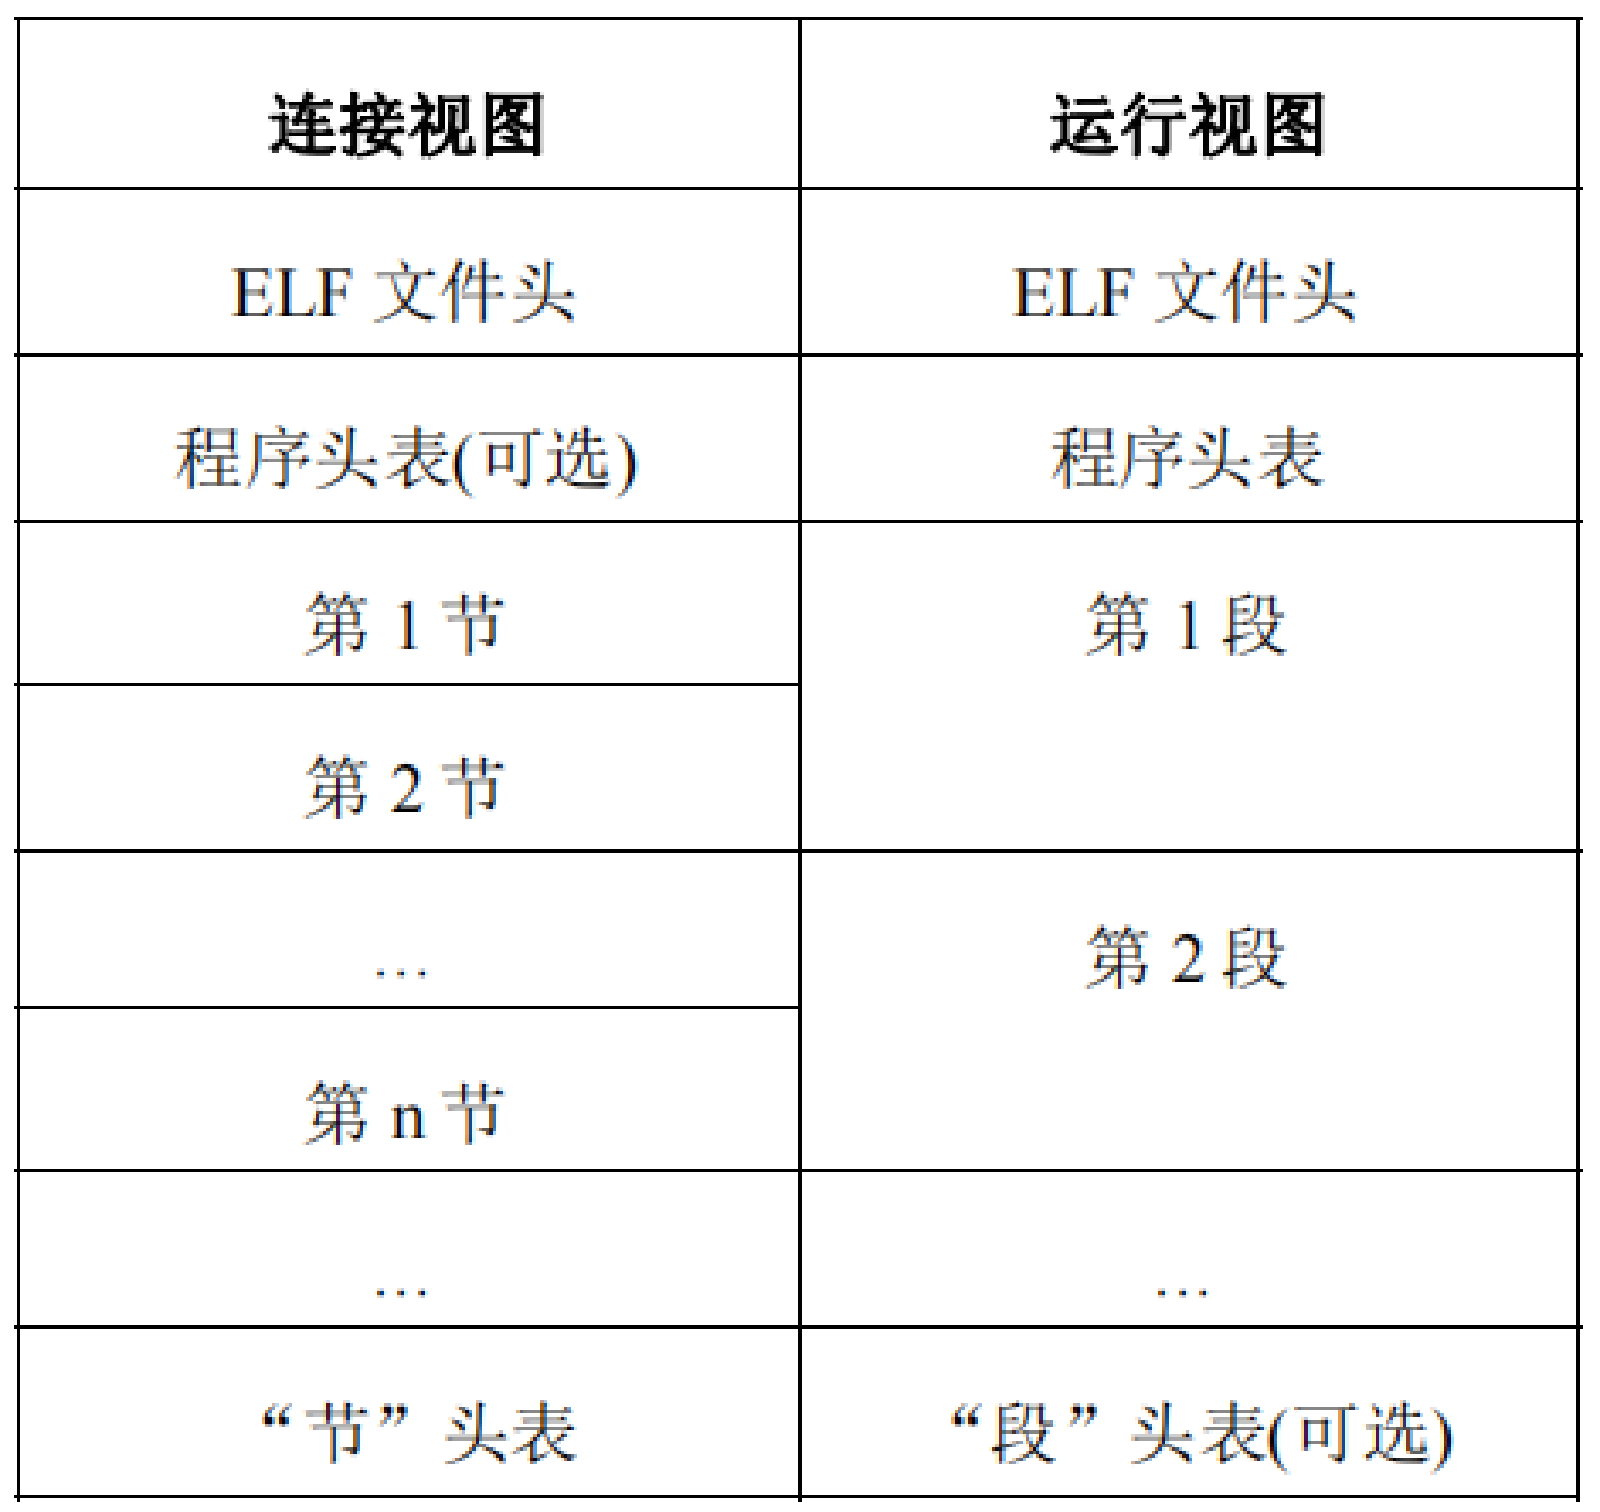 连接视图 运行视图
ELF 文件头 ELF 文件头
程序头表(可选) 程序头表
第 1 节 第 1 段
第 2 节
… 第 2 段
第 n 节
… …
“节” 头表 “段” 头表(可选)